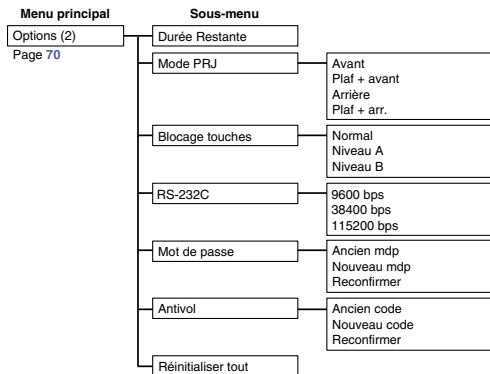 Menu principal
Sous-menu
Options (2)
Page 70
Durée Restante
Mode PRJ
Avant
Plaf + avant
Arrière
Plaf + arr.
Blocage touches
Normal
Niveau A
Niveau B
RS-232C
9600 bps
38400 bps
115200 bps
Mot de passe
Ancien mdp
Nouveau mdp
Reconfirmer
Antivol
Ancien code
Nouveau code
Reconfirmer
Réinitialiser tout